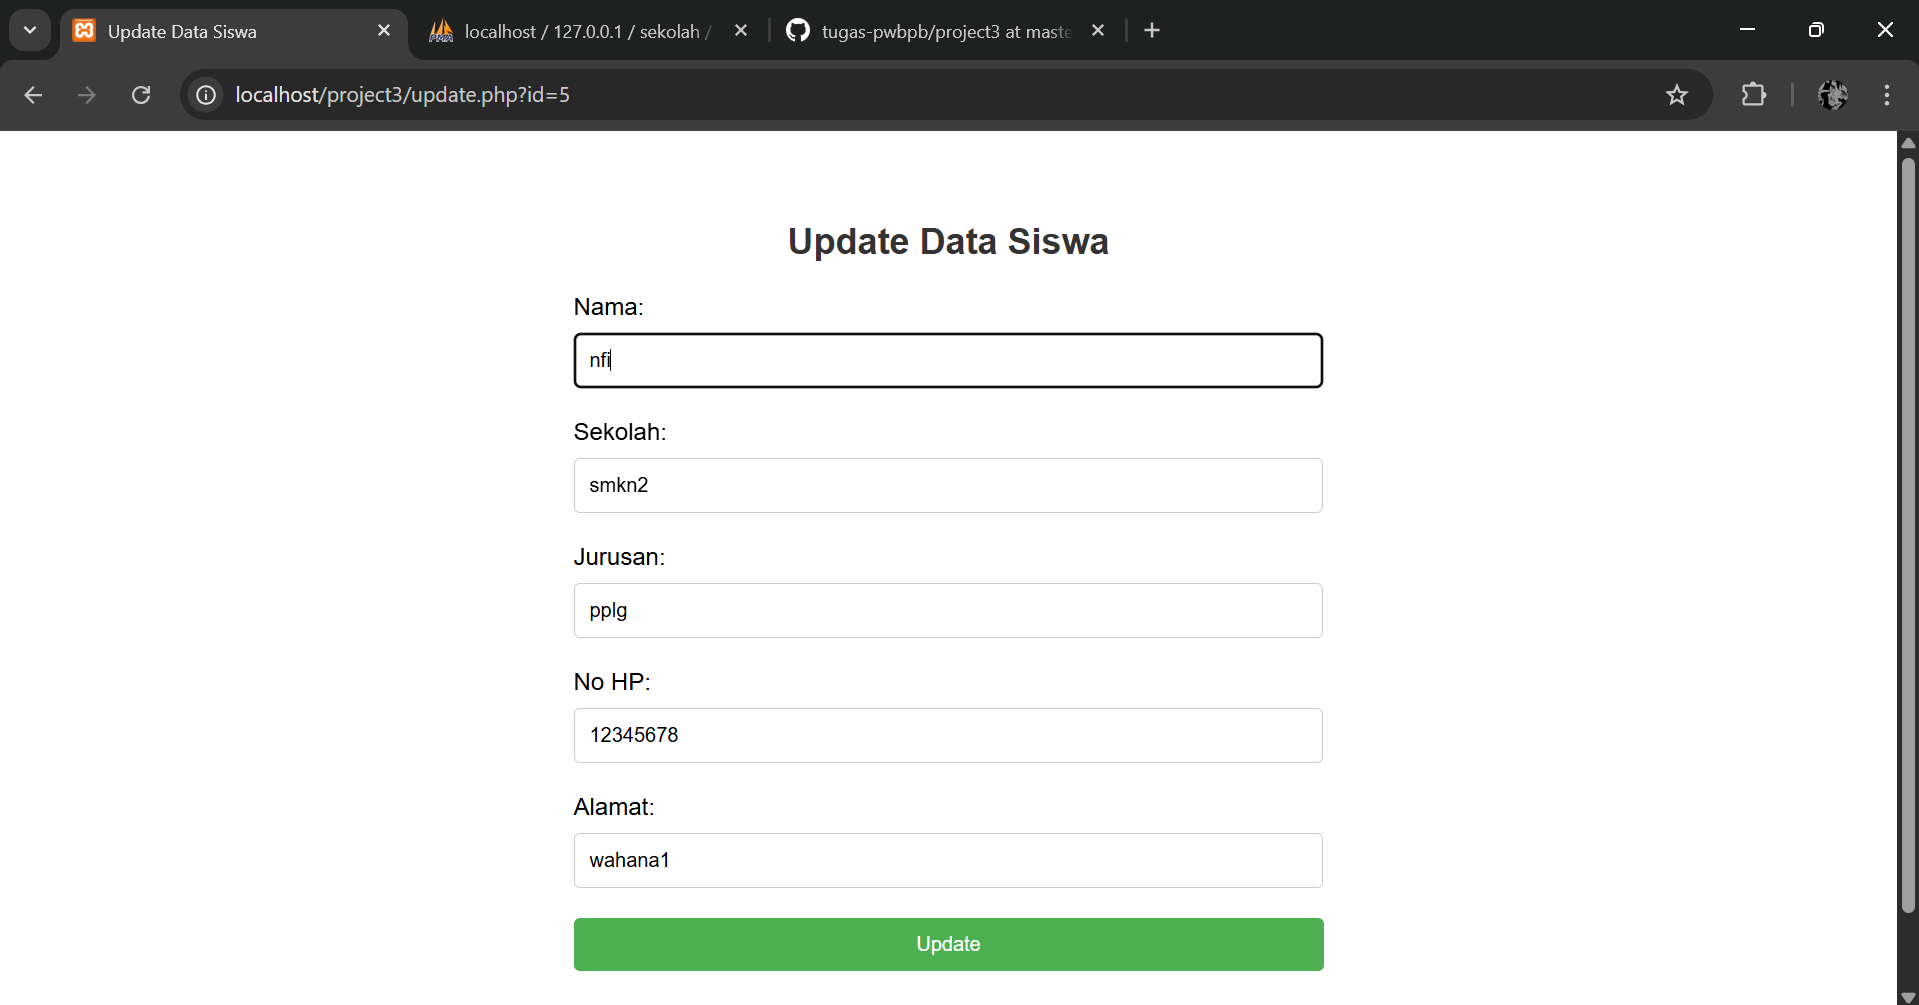 Update Data Siswa
localhost / 127.0.0.1 / sekolah /
tugas-pwbpb/project3 at maste
localhost/project3/update.php?id=5
Update Data Siswa
Nama:
nfi
Sekolah:
smkn2
Jurusan:
pplg
No HP:
12345678
Alamat:
wahana1
Update